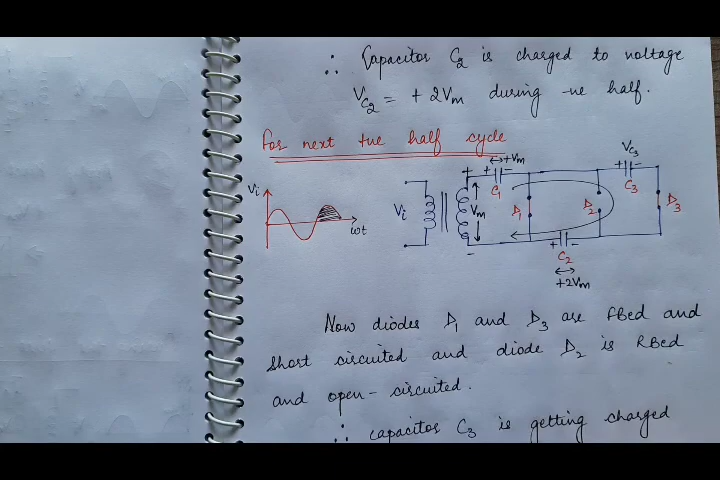 ∴ Capacitor C2 is charged to voltage
VC2 = + 2Vm during -ve half.
For next +ve half cycle
Vi
ωt
Vi
+
Vm
-
↔+Vm
+ -
C1
D1
D2
+ -
C2
↔
+2Vm
VC3
+ -
C3
D3
Now diodes D1 and D3 are FBed and
short circuited and diode D2 is RBed
and open-circuited.
∴ capacitor C3 is getting charged